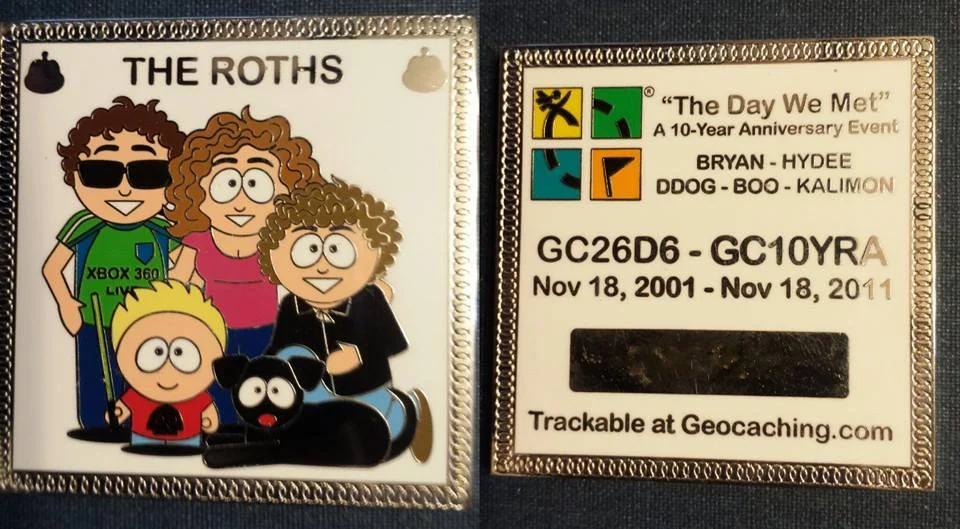 THE ROTHS
XBOX 360
LIVE
®
"The Day We Met"
A 10-Year Anniversary Event
BRYAN - HYDEE
DDOG - BOO - KALIMON
GC26D6 - GC10YRA
Nov 18, 2001 - Nov 18, 2011
Trackable at Geocaching.com